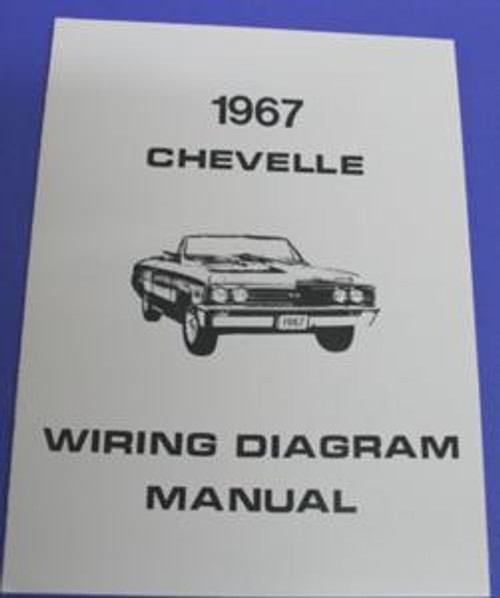 1967
CHEVELLE
1967
WIRING DIAGRAM
MANUAL